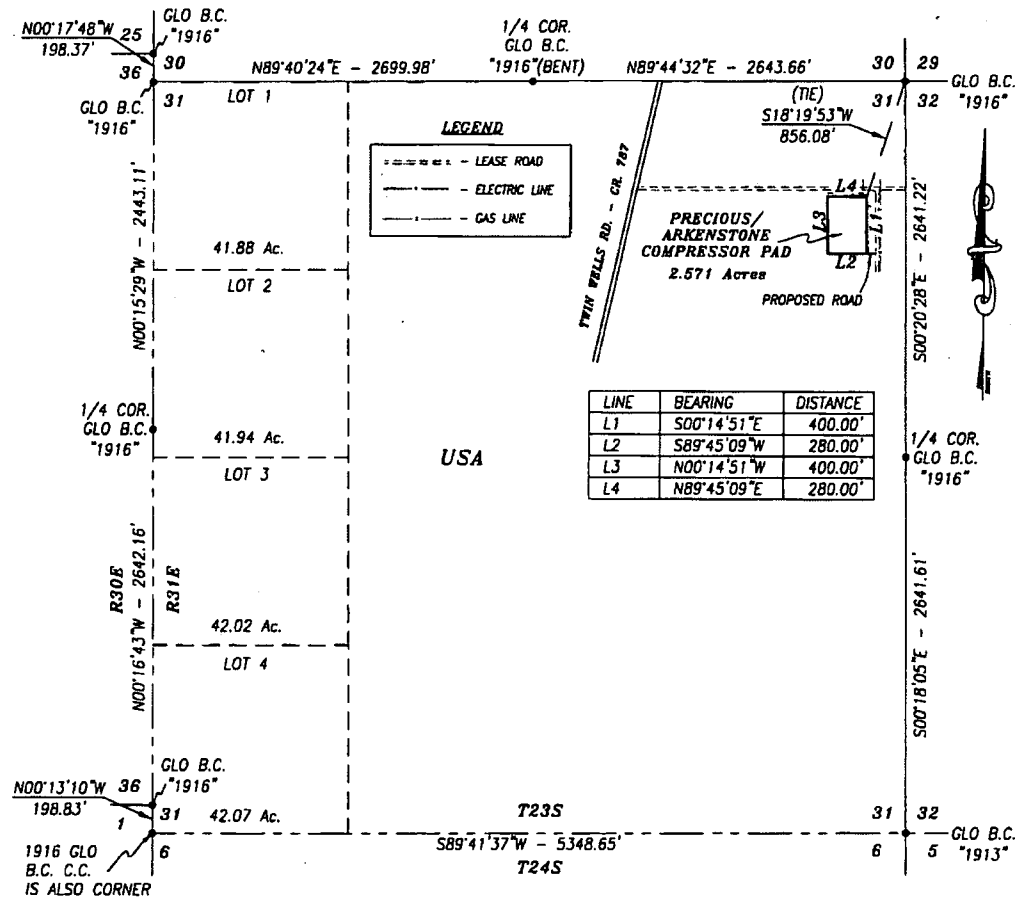 N00°17'48"W
198.37'
25
GLO B.C.
"1916"
30
36
31
GLO B.C.
"1916"
N89°40'24"E - 2699.98'
1/4 COR.
GLO B.C.
"1916"(BENT)
N89°44'32"E - 2643.66'
30
29
31
32
GLO B.C.
"1916"
(TIE)
S18°19'53"W
856.08'
LOT 1
LEGEND
- LEASE ROAD
- ELECTRIC LINE
- GAS LINE
N00°15'29"W - 2443.11'
41.88 Ac.
LOT 2
TWIN WELLS RD. - CR. 787
PRECIOUS/
ARKENSTONE
COMPRESSOR PAD
2.571 Acres
L4
L3
L1
L2
PROPOSED ROAD
S00°20'28"E - 2641.22'
1/4 COR.
GLO B.C.
"1916"
41.94 Ac.
LOT 3
USA
LINE BEARING DISTANCE
L1 S00°14'51"E 400.00'
L2 S89°45'09"W 280.00'
L3 N00°14'51"W 400.00'
L4 N89°45'09"E 280.00'
1/4 COR.
GLO B.C.
"1916"
R30E
R31E
N00°16'43"W - 2642.16'
42.02 Ac.
LOT 4
S00°18'05"E - 2641.61'
N00°13'10"W
198.83'
36
GLO B.C.
"1916"
31
1
6
42.07 Ac.
T23S
S89°41'37"W - 5348.65'
T24S
31
32
6
5
GLO B.C.
"1913"
1916 GLO
B.C. C.C.
IS ALSO CORNER